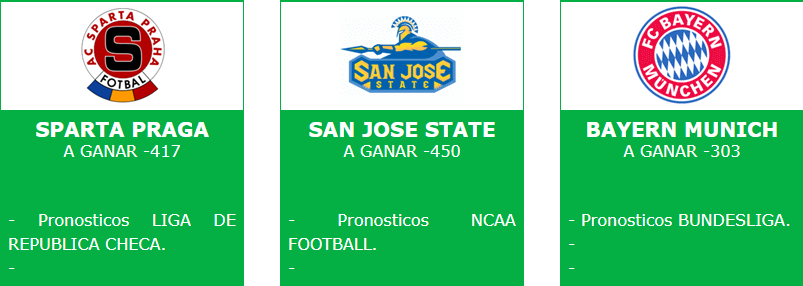 AC SPARTA PRAHA
S
FOTBAL
SPARTA PRAGA
A GANAR -417
- Pronosticos LIGA DE
REPUBLICA CHECA.
-
SAN JOSE
STATE
SAN JOSE STATE
A GANAR -450
- Pronosticos NCAA
FOOTBALL.
-
FC BAYERN
MÜNCHEN
BAYERN MUNICH
A GANAR -303
- Pronosticos BUNDESLIGA.
-
-